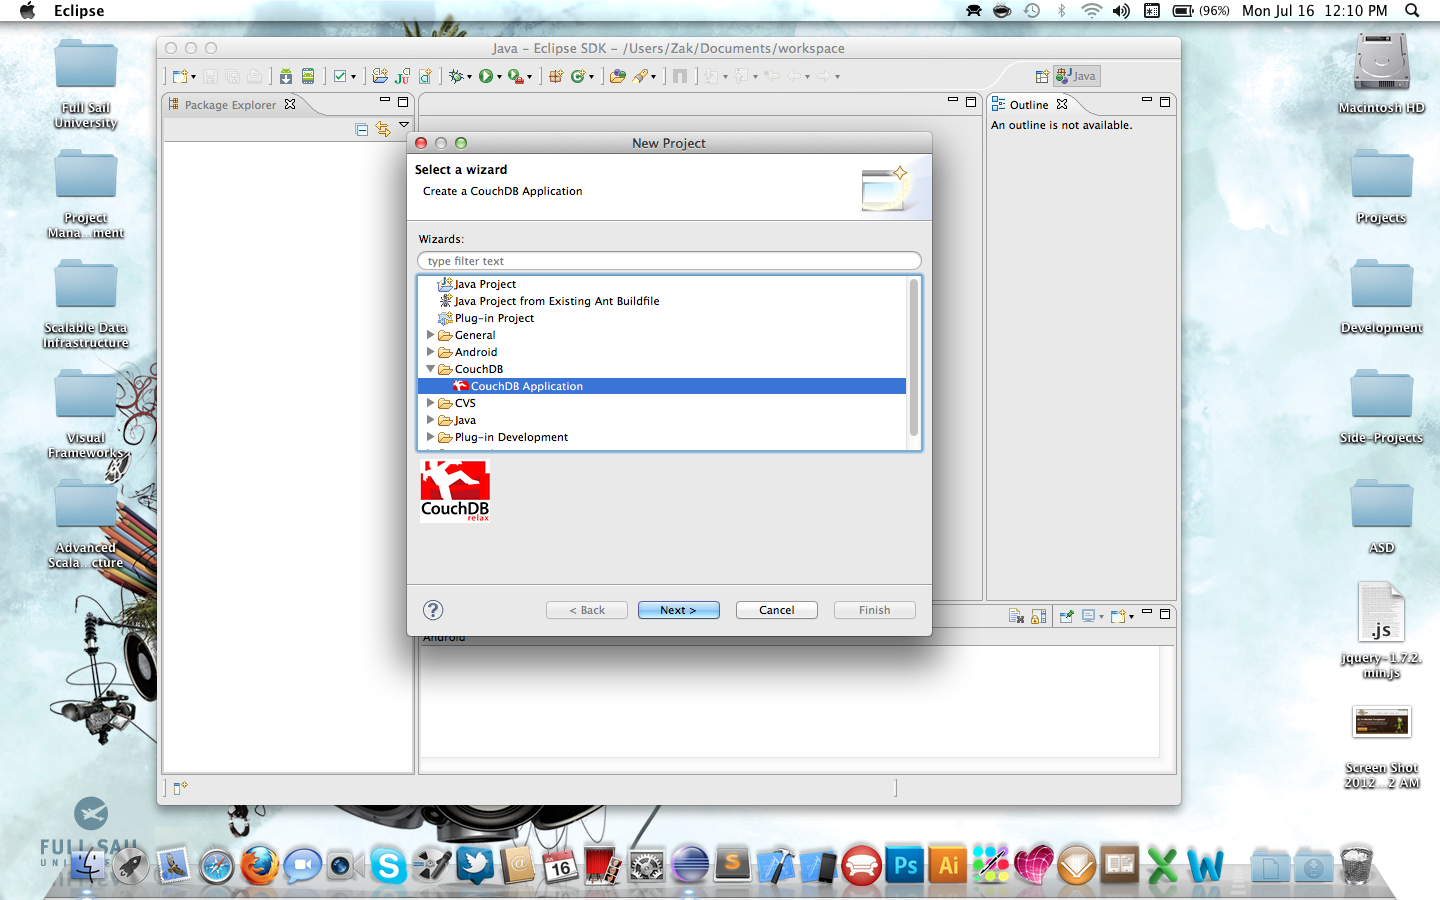 Eclipse
(96%)
Mon Jul 16 12:10 PM
Java – Eclipse SDK – /Users/Zak/Documents/workspace
Java
Package Explorer
Outline
An outline is not available.
New Project
Select a wizard
Create a CouchDB Application
Wizards:
type filter text
Java Project
Java Project from Existing Ant Buildfile
Plug-in Project
General
Android
CouchDB
CouchDB Application
CVS
Java
Plug-in Development
CouchDB
relax
< Back
Next >
Cancel
Finish
Android
Full Sail
University
Project
Mana...ment
Scalable Data
Infrastructure
Visual
Frameworks
Advanced
Scala...cture
Macintosh HD
Projects
Development
Side-Projects
ASD
.js
jquery-1.7.2.
min.js
Screen Shot
2012...2 AM
FULL SAIL
16
S
Ps
Ai
X
W